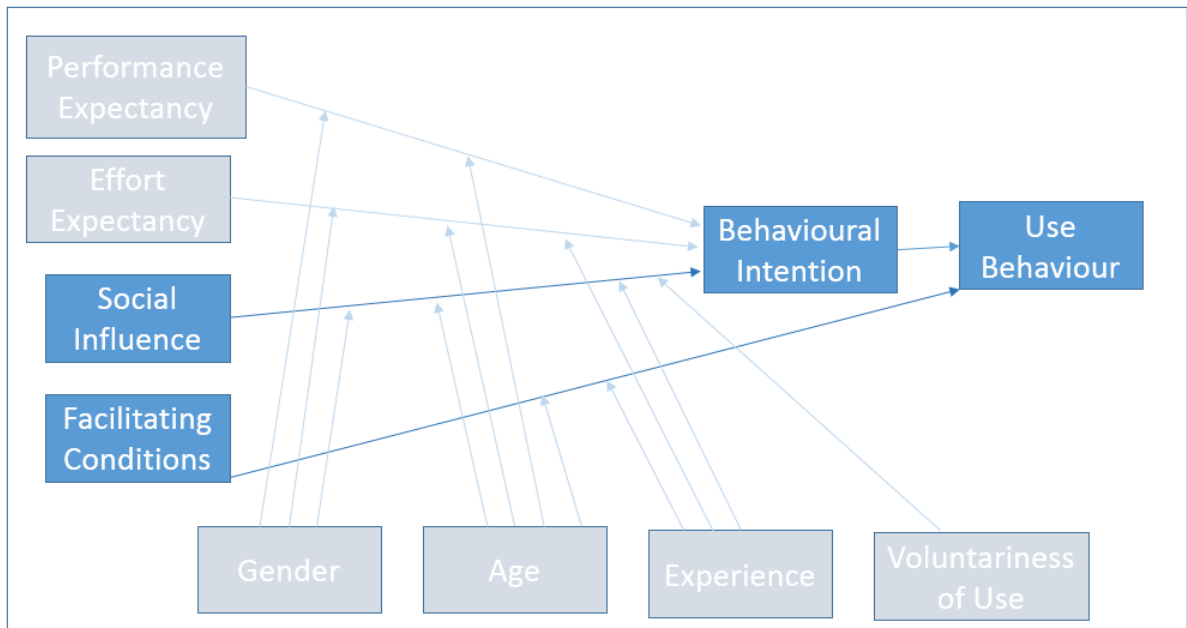 Performance
Expectancy
Effort
Expectancy
Social
Influence
Facilitating
Conditions
Behavioural
Intention
Use
Behaviour
Gender
Age
Experience
Voluntariness
of Use